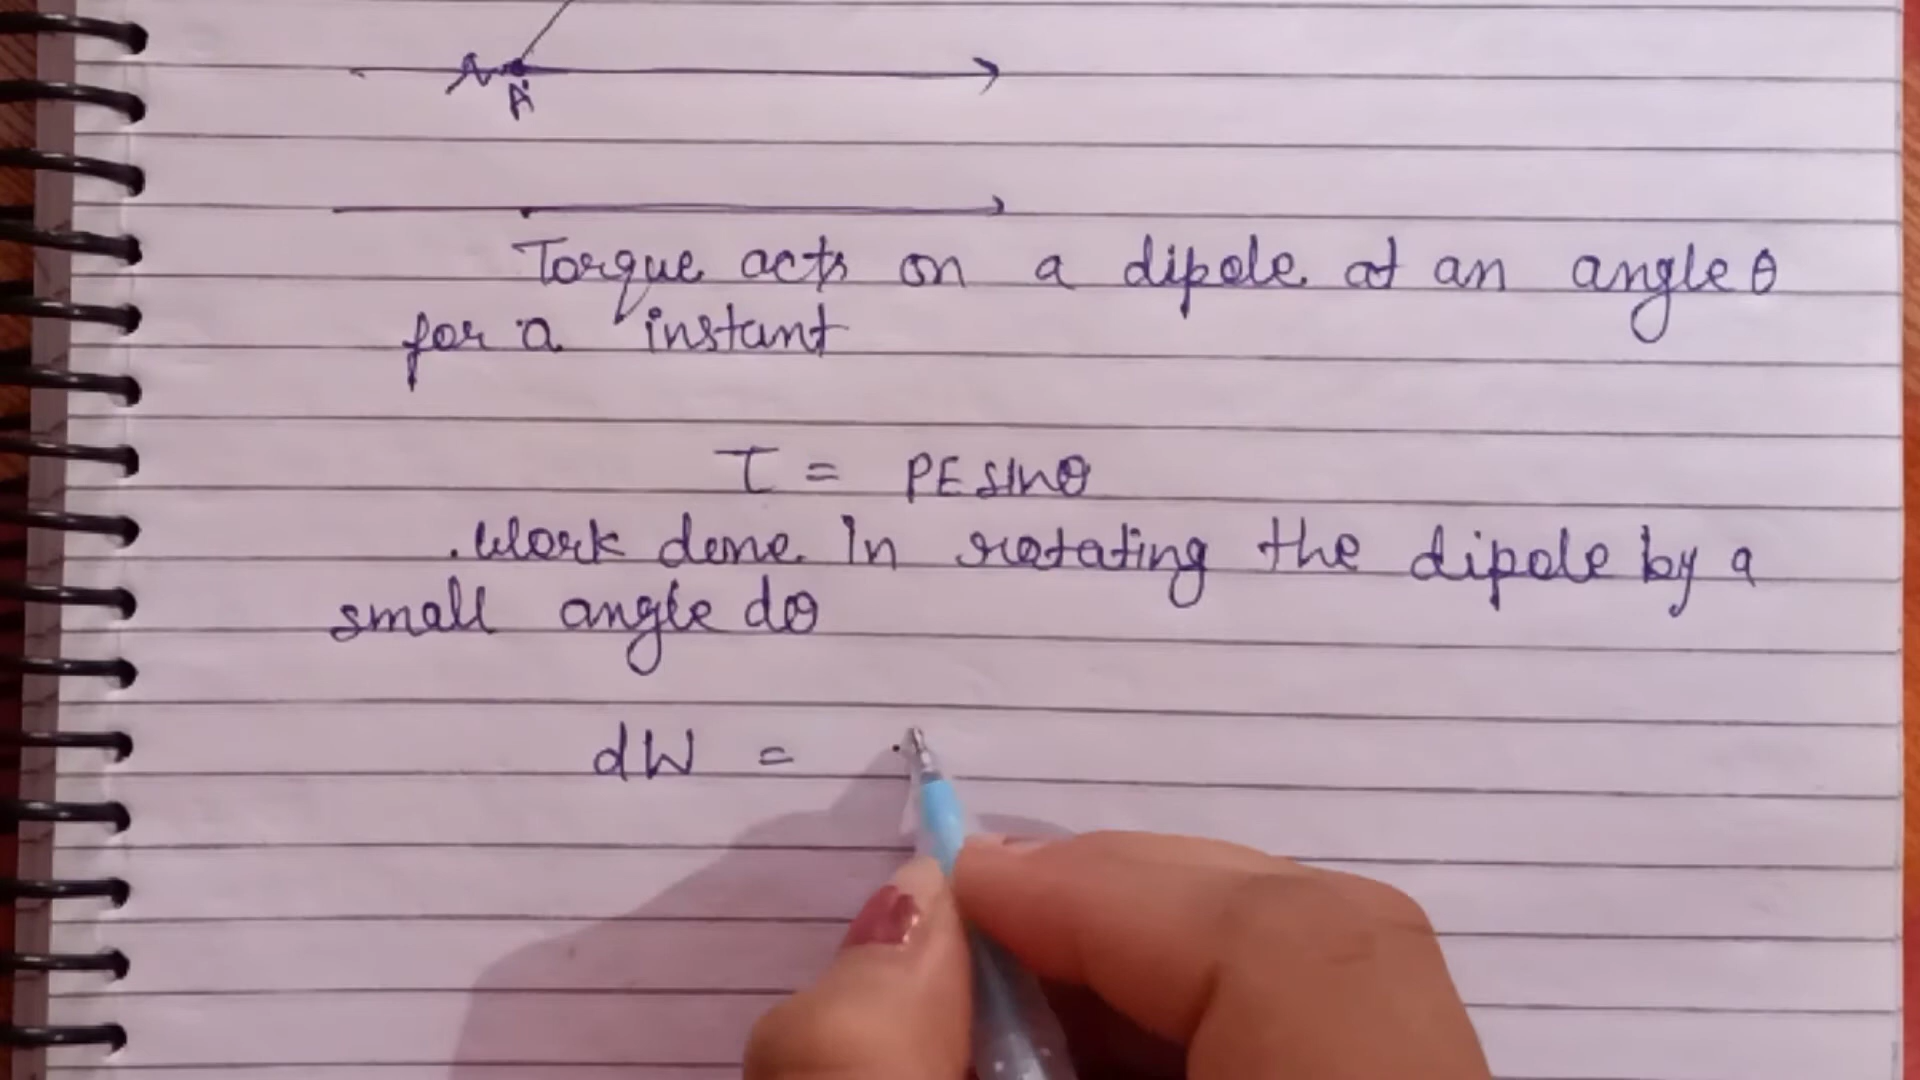 A
Torque acts on a dipole at an angle θ
for a instant
τ = PE sinθ
Work done in rotating the dipole by a
small angle dθ
dW =